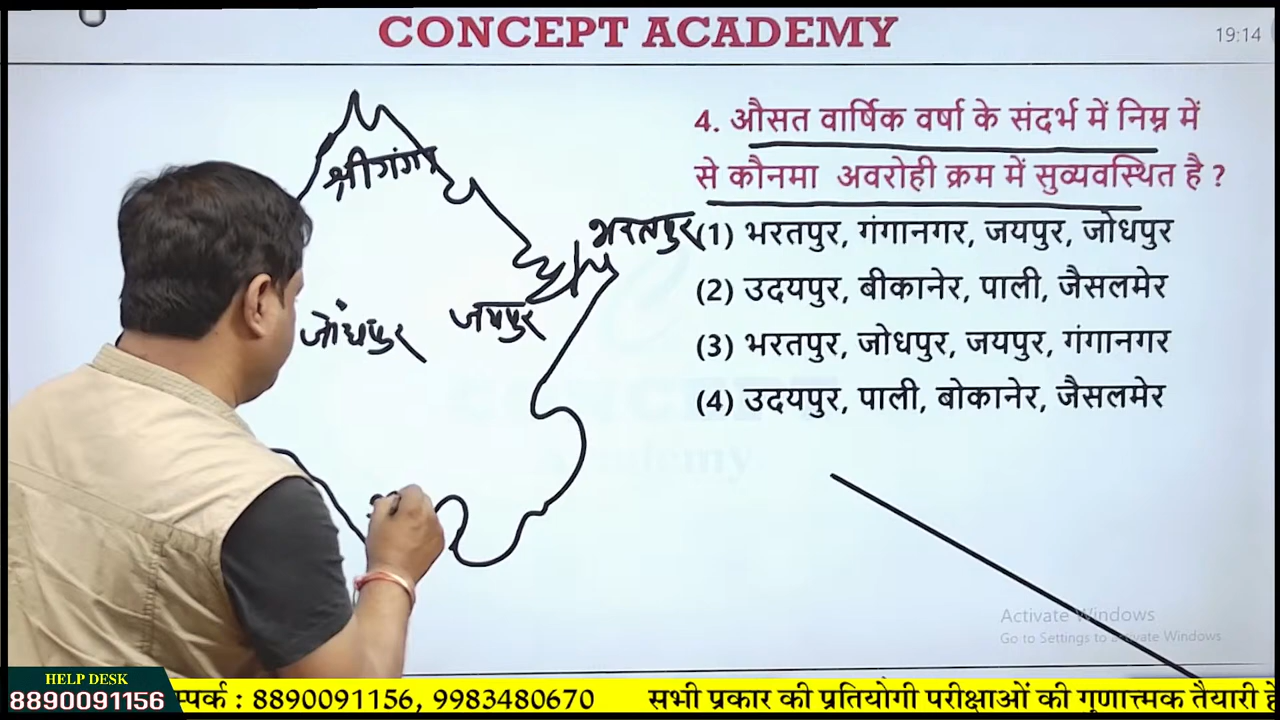 CONCEPT ACADEMY
19:14
4. औसत वार्षिक वर्षा के संदर्भ में निम्न में
से कौनमा अवरोही क्रम में सुव्यवस्थित है ?
(1) भरतपुर, गंगानगर, जयपुर, जोधपुर
(2) उदयपुर, बीकानेर, पाली, जैसलमेर
(3) भरतपुर, जोधपुर, जयपुर, गंगानगर
(4) उदयपुर, पाली, बोकानेर, जैसलमेर
श्रीगंगा
भरतपुर
जयपुर
जोधपुर
Activate Windows
Go to Settings to activate Windows
HELP DESK
8890091156
म्पर्क : 8890091156, 9983480670 सभी प्रकार की प्रतियोगी परीक्षाओं की गूणात्त्मक तैयारी हे